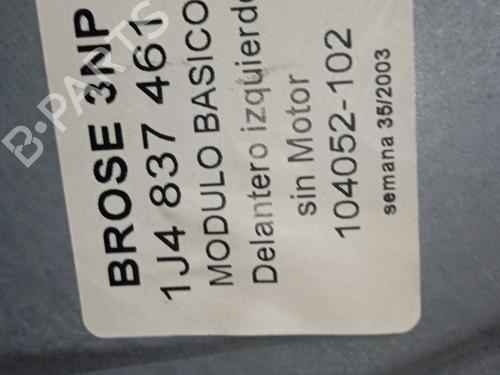 BROSE 3NP
1J4 837 461
MODULO BASICO
Delantero izquierdo
sin Motor
104052-102
semana 35/2003
B-PARTS